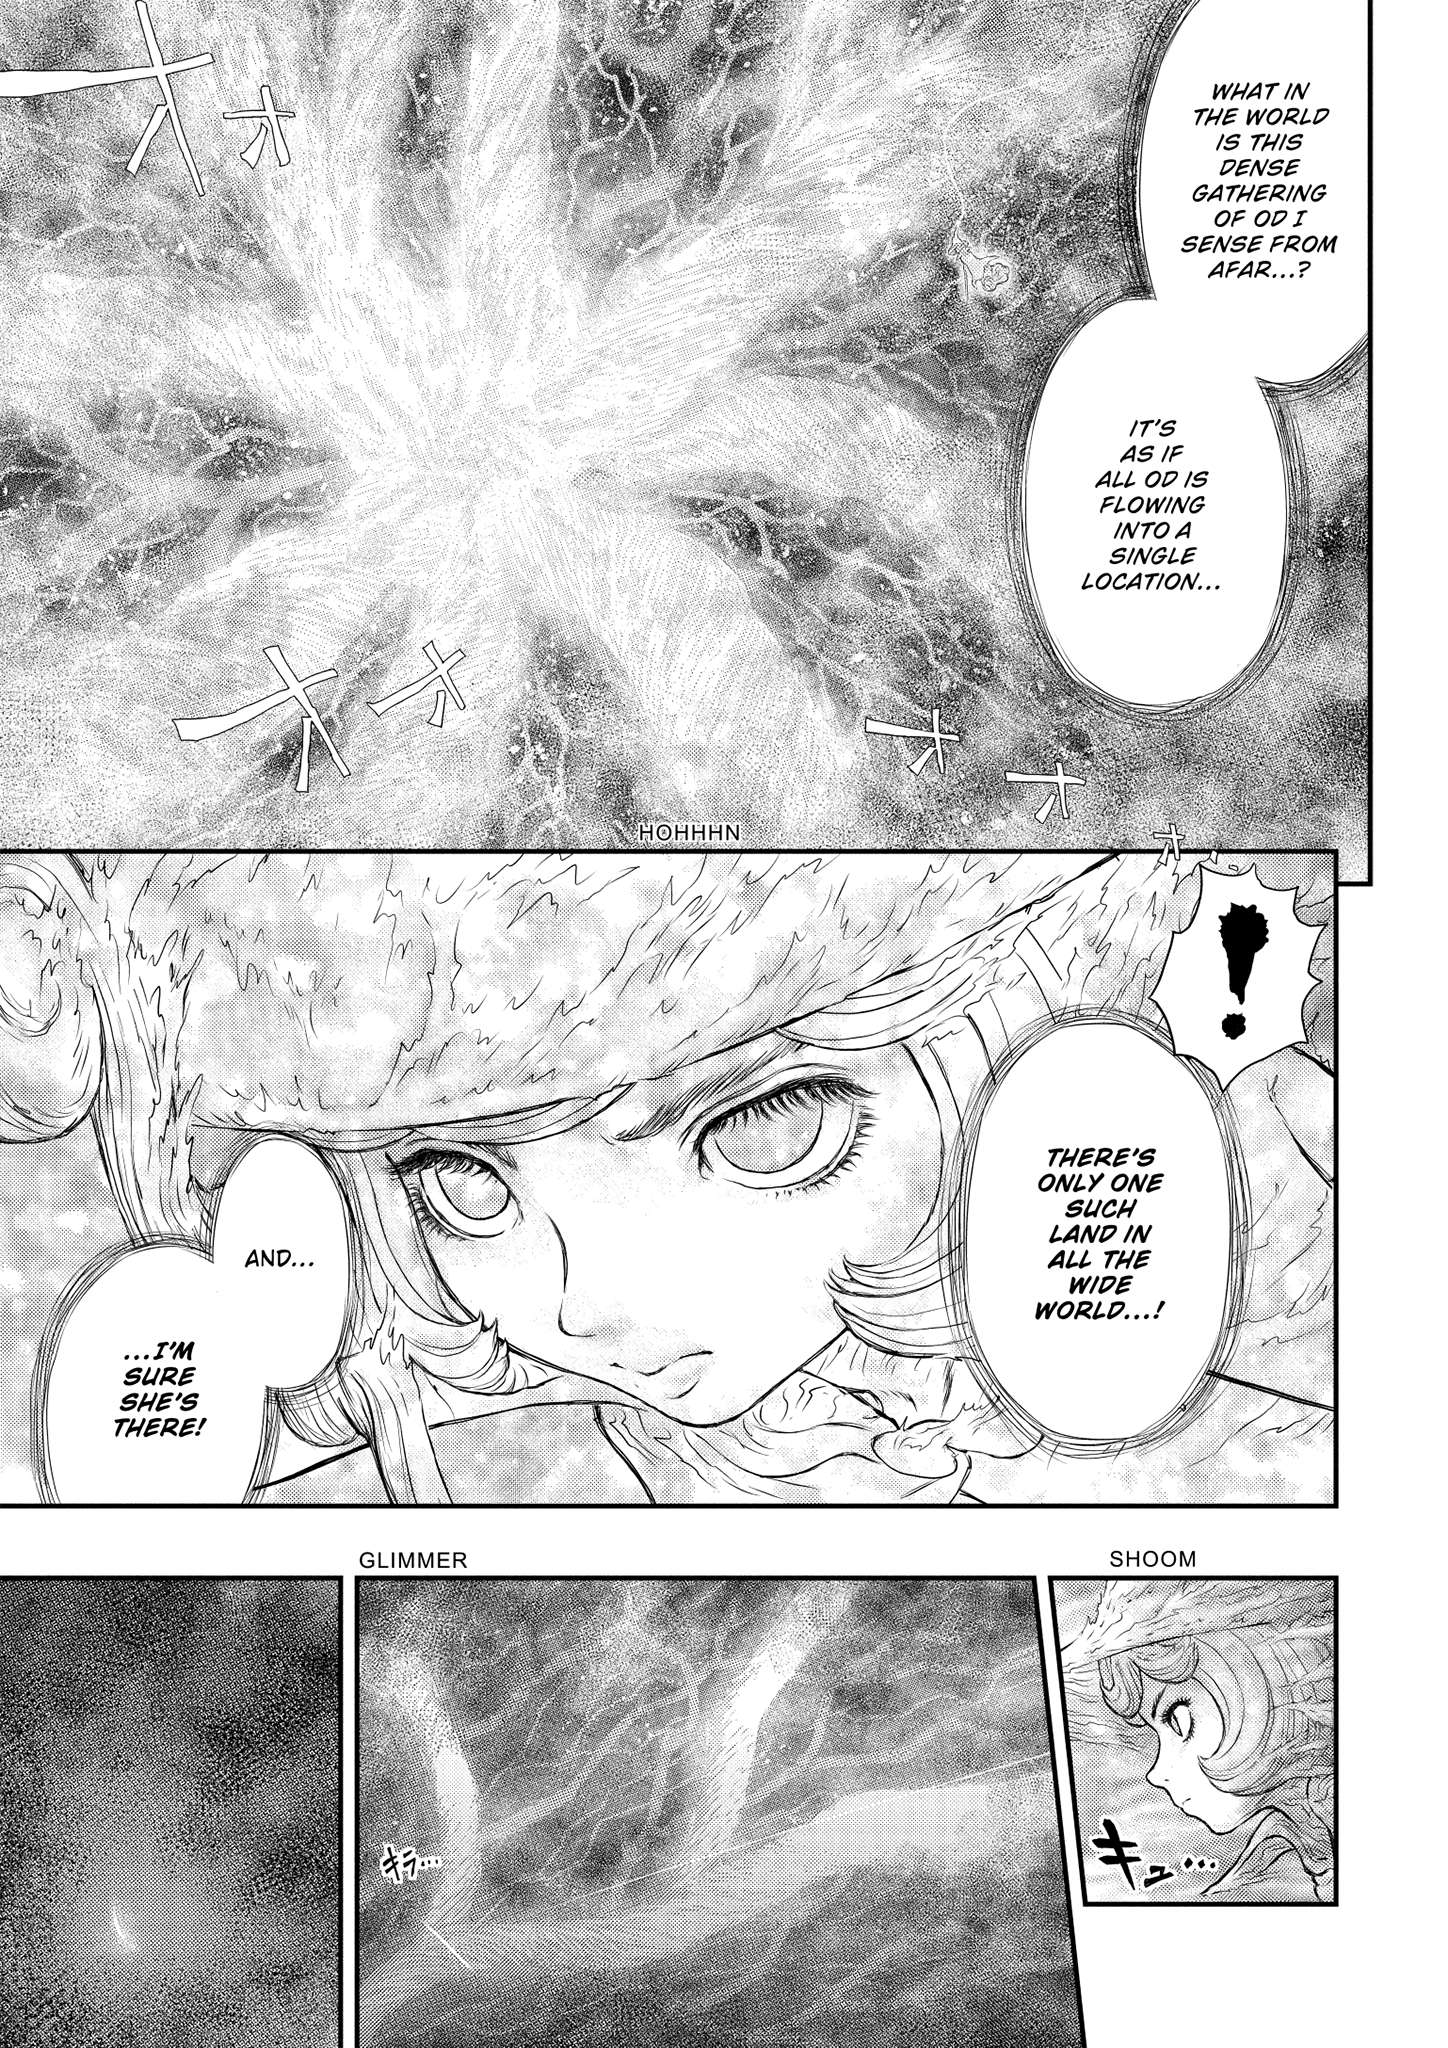 WHAT IN
THE WORLD
IS THIS
DENSE
GATHERING
OF OD I
SENSE FROM
AFAR...?
IT'S
AS IF
ALL OD IS
FLOWING
INTO A
SINGLE
LOCATION...
オ
オ
オ
オ
オ
オ
オ
HOHHHN
!
THERE'S
ONLY ONE
SUCH
LAND IN
ALL THE
WIDE
WORLD...!
AND...
...I'M
SURE
SHE'S
THERE!
SHOOM
キュ...
GLIMMER
キラ...